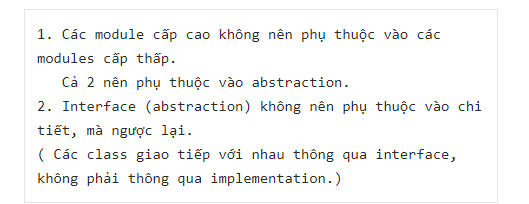 1. Các module cấp cao không nên phụ thuộc vào các
modules cấp thấp.
Cả 2 nên phụ thuộc vào abstraction.
2. Interface (abstraction) không nên phụ thuộc vào chi
tiết, mà ngược lại.
( Các class giao tiếp với nhau thông qua interface,
không phải thông qua implementation.)